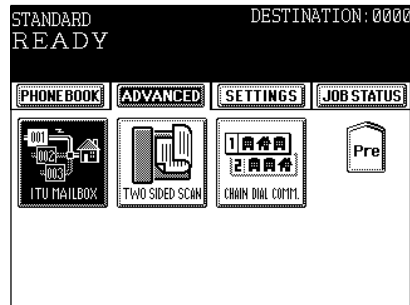 STANDARD DESTINATION:0000
READY
PHONE BOOK ADVANCED SETTINGS JOB STATUS
001
002
003
ITU MAILBOX
TWO SIDED SCAN
1
2
CHAIN DIAL COMM.
Pre